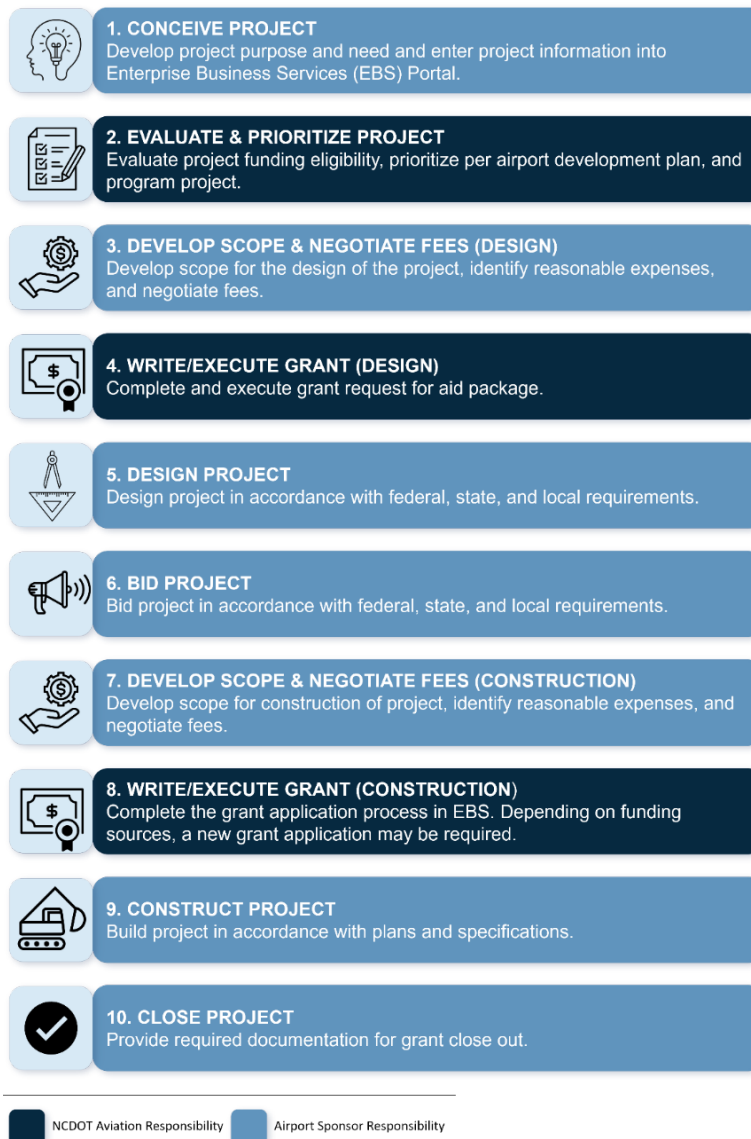 1. CONCEIVE PROJECT
Develop project purpose and need and enter project information into
Enterprise Business Services (EBS) Portal.
2. EVALUATE & PRIORITIZE PROJECT
Evaluate project funding eligibility, prioritize per airport development plan, and
program project.
3. DEVELOP SCOPE & NEGOTIATE FEES (DESIGN)
Develop scope for the design of the project, identify reasonable expenses,
and negotiate fees.
4. WRITE/EXECUTE GRANT (DESIGN)
Complete and execute grant request for aid package.
5. DESIGN PROJECT
Design project in accordance with federal, state, and local requirements.
6. BID PROJECT
Bid project in accordance with federal, state, and local requirements.
7. DEVELOP SCOPE & NEGOTIATE FEES (CONSTRUCTION)
Develop scope for construction of project, identify reasonable expenses, and
negotiate fees.
8. WRITE/EXECUTE GRANT (CONSTRUCTION)
Complete the grant application process in EBS. Depending on funding
sources, a new grant application may be required.
9. CONSTRUCT PROJECT
Build project in accordance with plans and specifications.
10. CLOSE PROJECT
Provide required documentation for grant close out.
NCDOT Aviation Responsibility
Airport Sponsor Responsibility